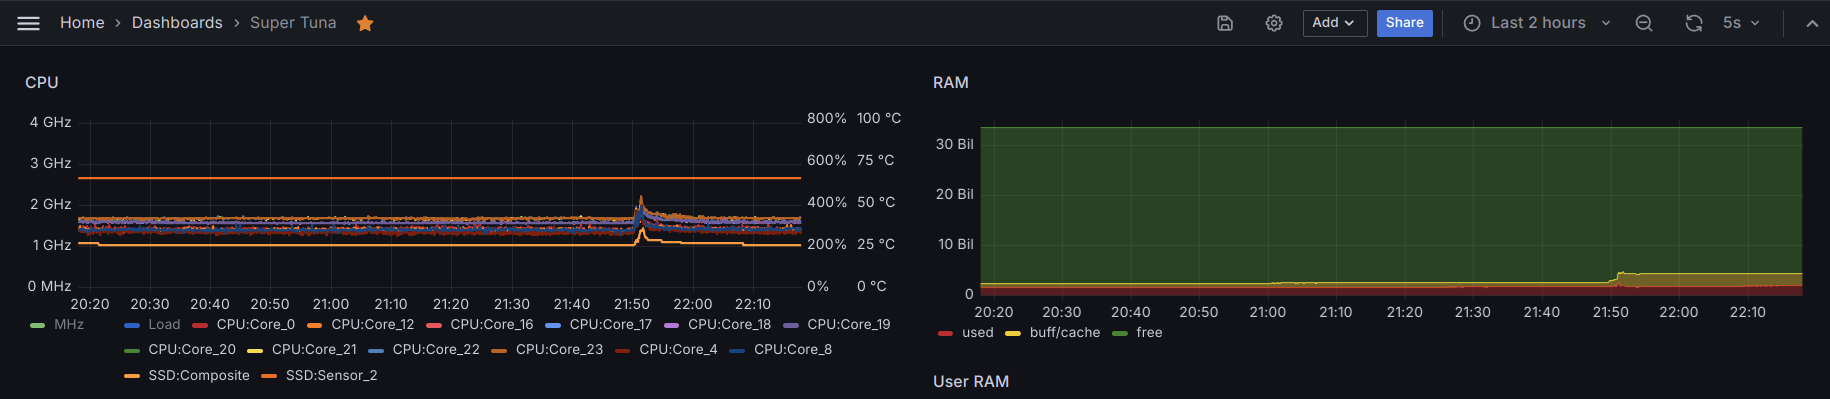 Home › Dashboards › Super Tuna
Add
Share
Last 2 hours
5s
CPU
4 GHz
3 GHz
2 GHz
1 GHz
0 MHz
800% 100 °C
600% 75 °C
400% 50 °C
200% 25 °C
0% 0 °C
20:20 20:30 20:40 20:50 21:00 21:10 21:20 21:30 21:40 21:50 22:00 22:10
MHz Load CPU:Core_0 CPU:Core_12 CPU:Core_16 CPU:Core_17 CPU:Core_18 CPU:Core_19
CPU:Core_20 CPU:Core_21 CPU:Core_22 CPU:Core_23 CPU:Core_4 CPU:Core_8
SSD:Composite SSD:Sensor_2
RAM
30 Bil
20 Bil
10 Bil
0
20:20 20:30 20:40 20:50 21:00 21:10 21:20 21:30 21:40 21:50 22:00 22:10
used buff/cache free
User RAM